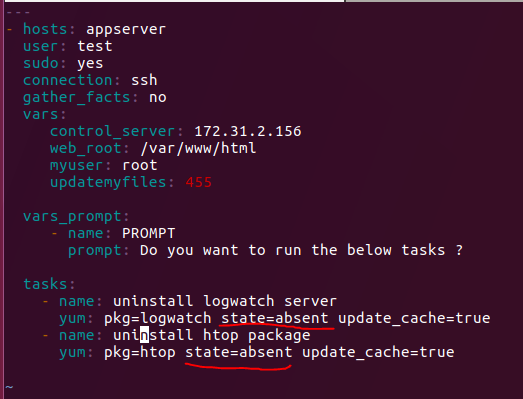 ---
- hosts: appserver
  user: test
  sudo: yes
  connection: ssh
  gather_facts: no
  vars:
     control_server: 172.31.2.156
     web_root: /var/www/html
     myuser: root
     updatemyfiles: 455
  vars_prompt:
     - name: PROMPT
       prompt: Do you want to run the below tasks ?
  tasks:
    - name: uninstall logwatch server
      yum: pkg=logwatch state=absent update_cache=true
    - name: uninstall htop package
      yum: pkg=htop state=absent update_cache=true
~